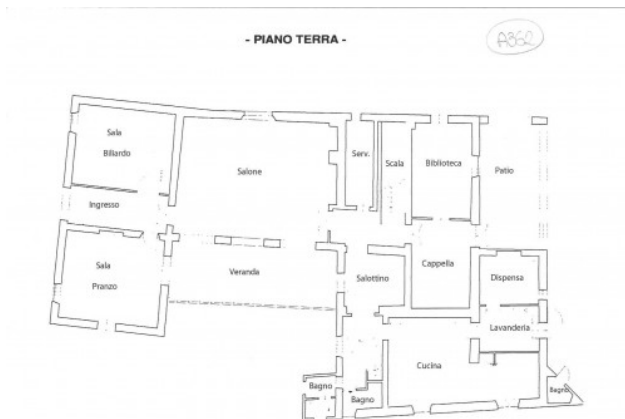 - PIANO TERRA -
A362
Sala
Biliardo
Salone
Serv.
Scala
Biblioteca
Patio
Ingresso
Sala
Pranzo
Veranda
Salottino
Cappella
Dispensa
Lavanderia
Cucina
Bagno
Bagno
Bagno